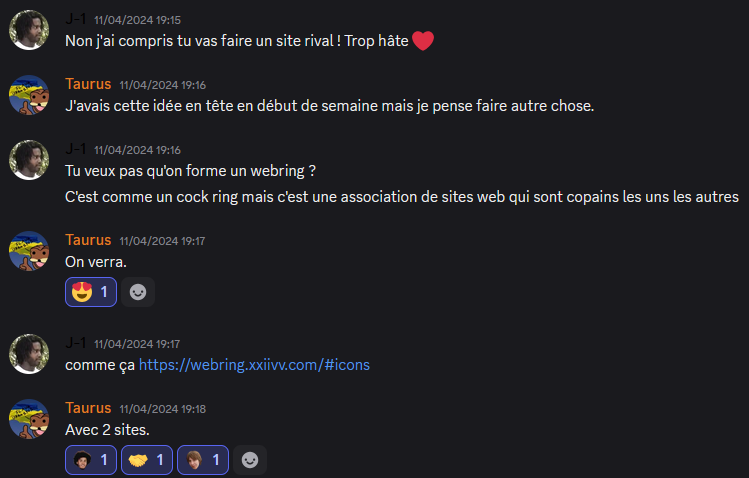 J-1 11/04/2024 19:15
Non j'ai compris tu vas faire un site rival ! Trop hâte ❤️
Taurus 11/04/2024 19:16
J'avais cette idée en tête en début de semaine mais je pense faire autre chose.
J-1 11/04/2024 19:16
Tu veux pas qu'on forme un webring ?
C'est comme un cock ring mais c'est une association de sites web qui sont copains les uns les autres
Taurus 11/04/2024 19:17
On verra.
😍 1
J-1 11/04/2024 19:17
comme ça https://webring.xxiivv.com/#icons
Taurus 11/04/2024 19:18
Avec 2 sites.
1 🤝 1 1